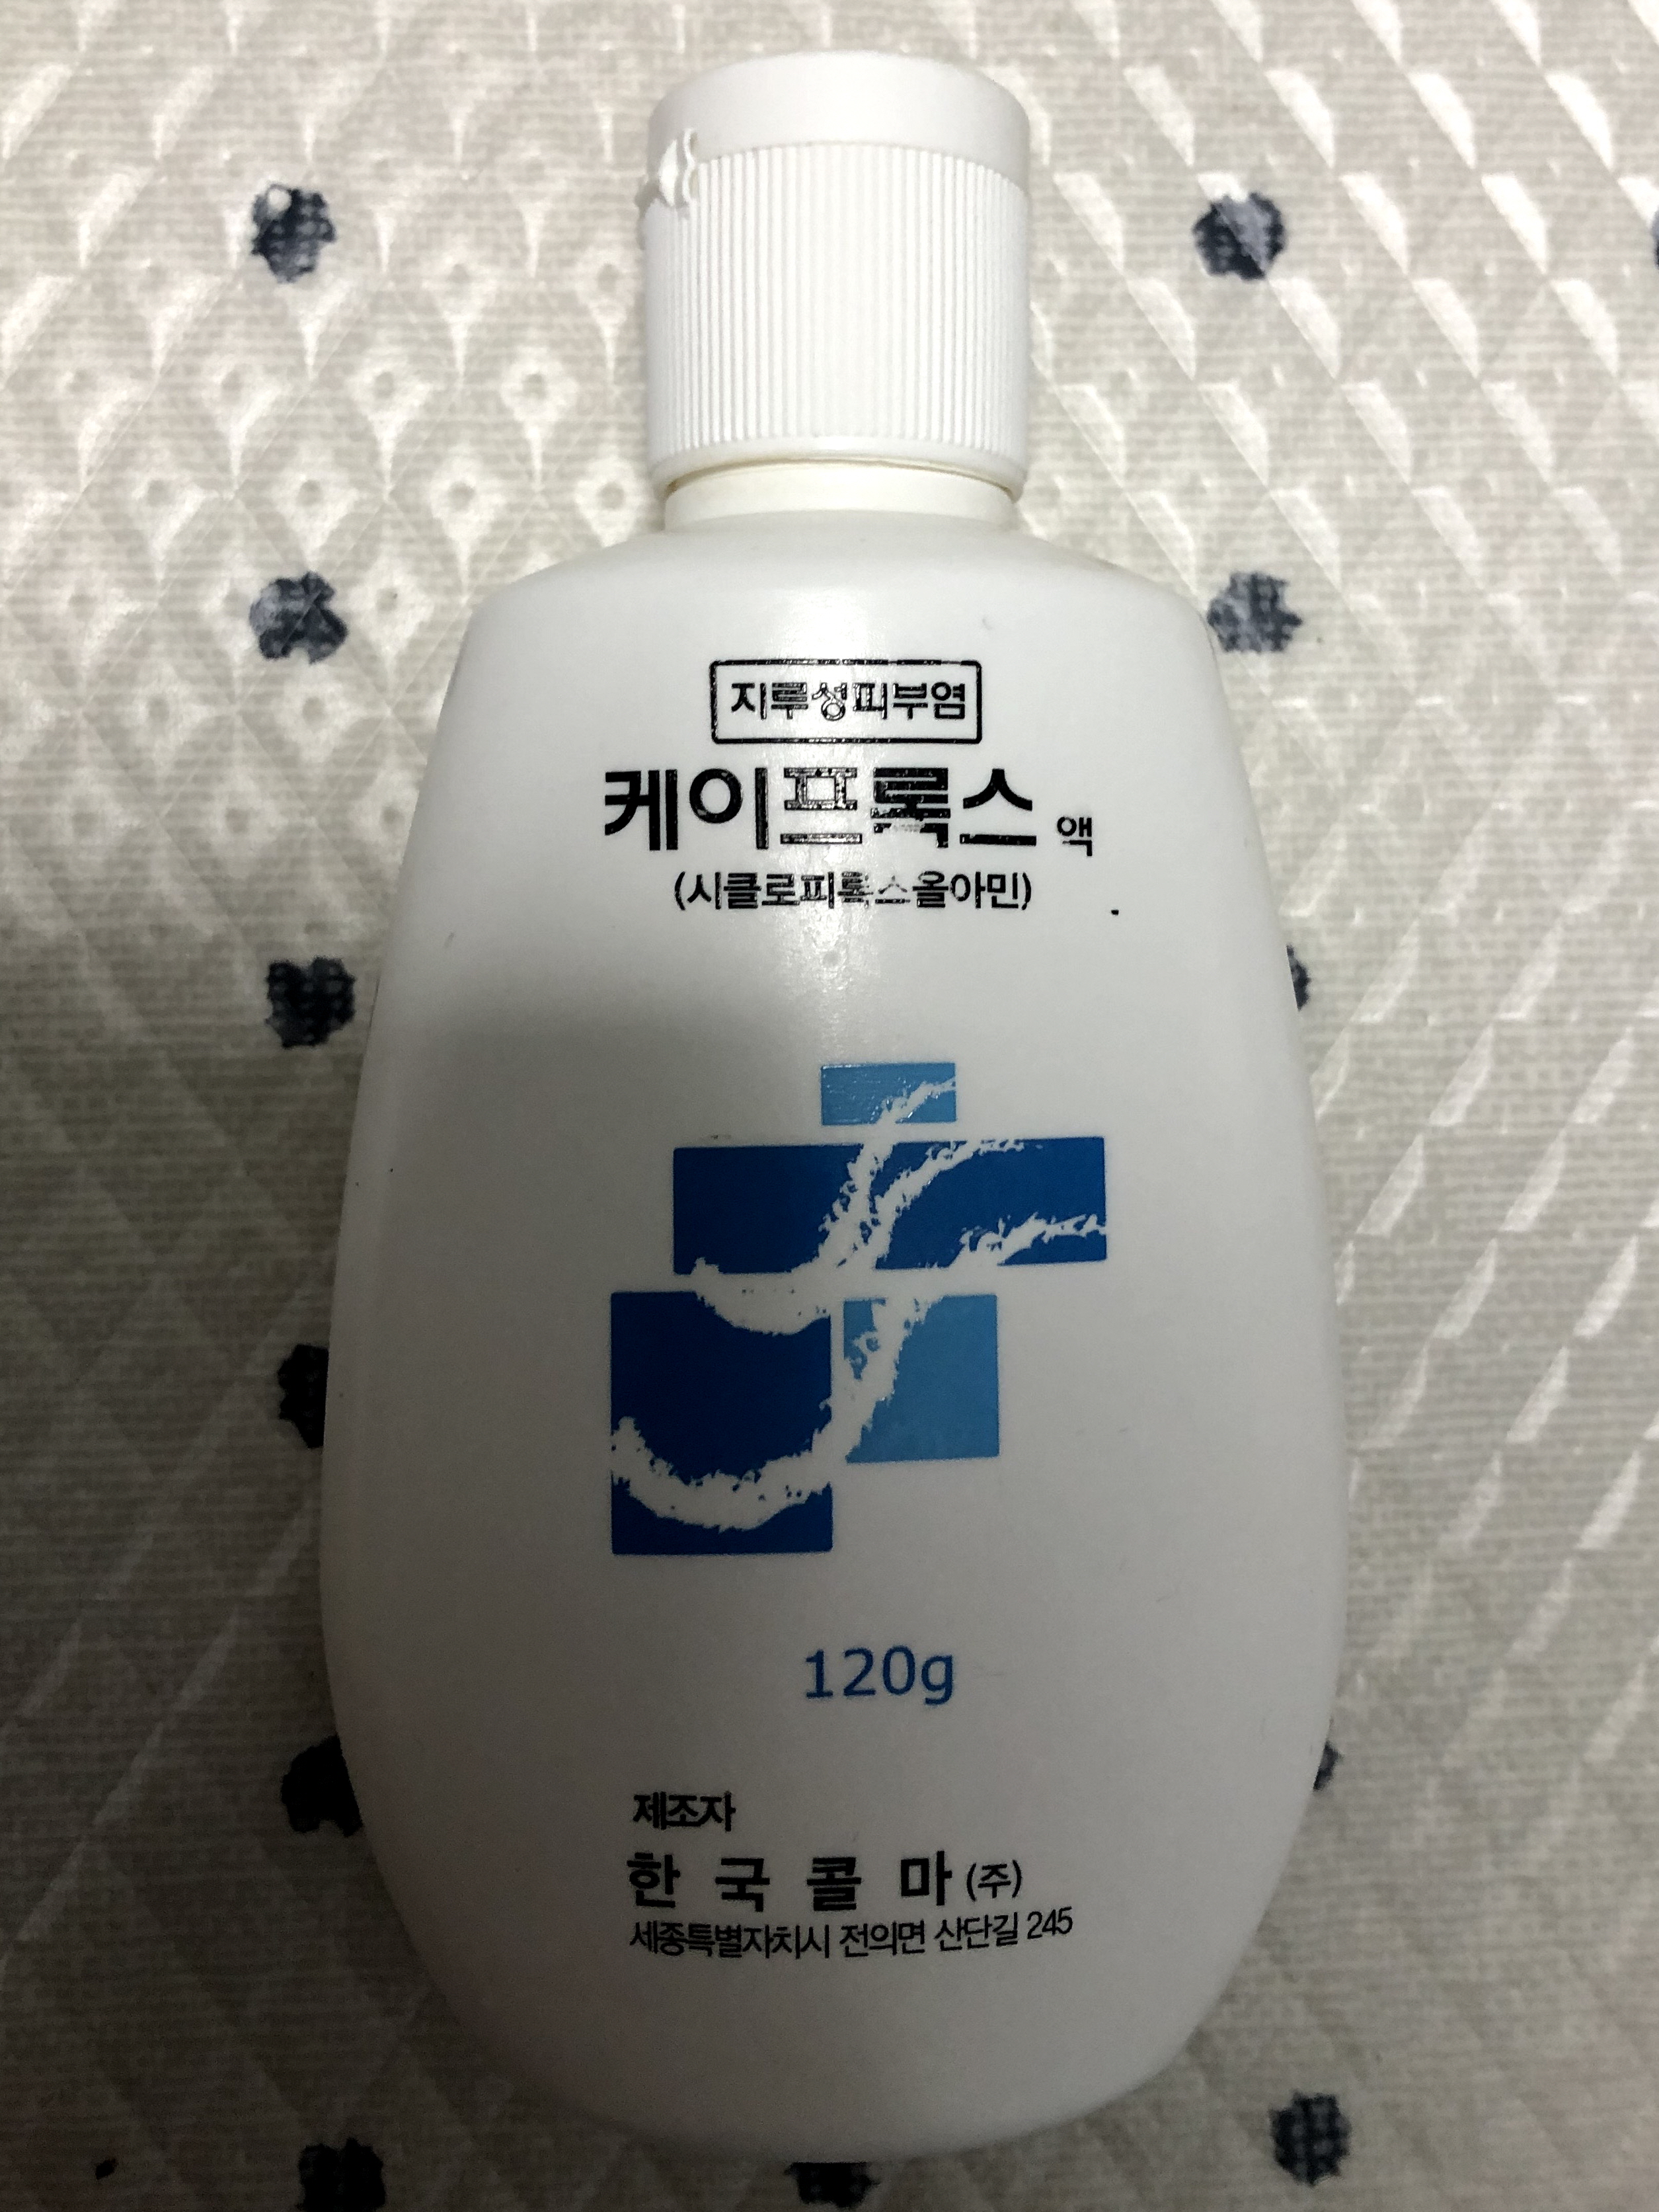 지루성피부염
케이프록스 액
(시클로피록스올아민)
120g
제조자
한국콜마(주)
세종특별자치시 전의면 산단길 245